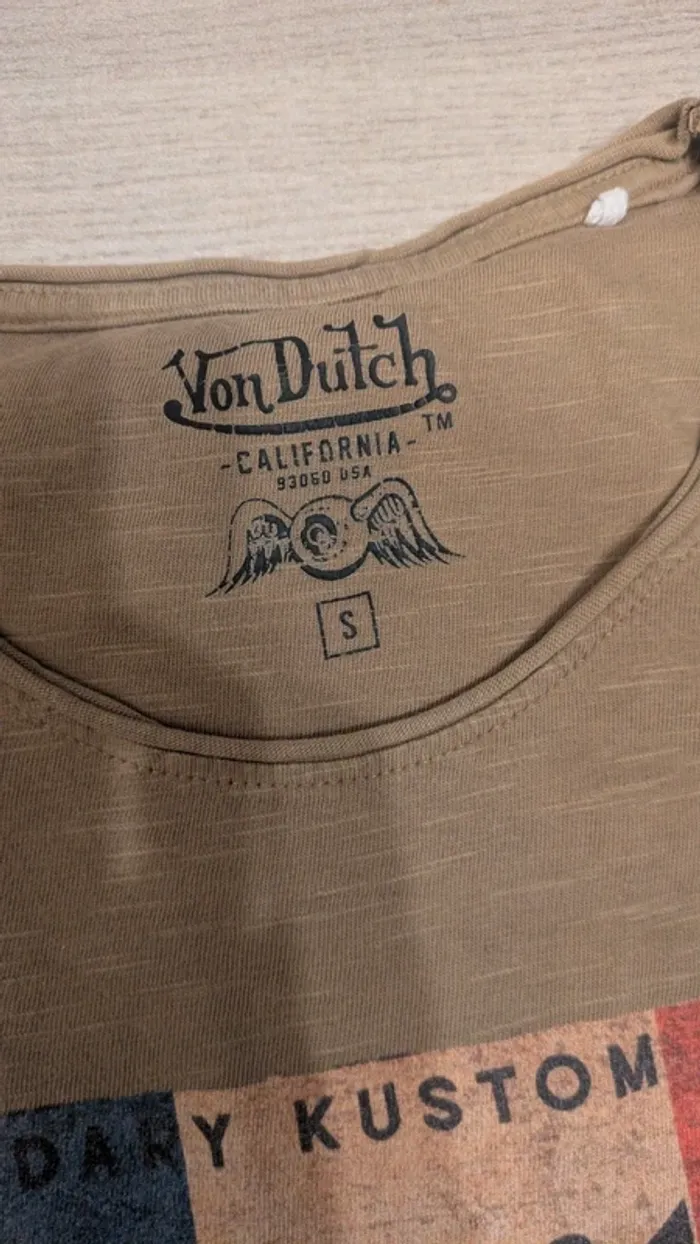 Von Dutch
TM
-CALIFORNIA-
93060 USA
S
DARY KUSTOM